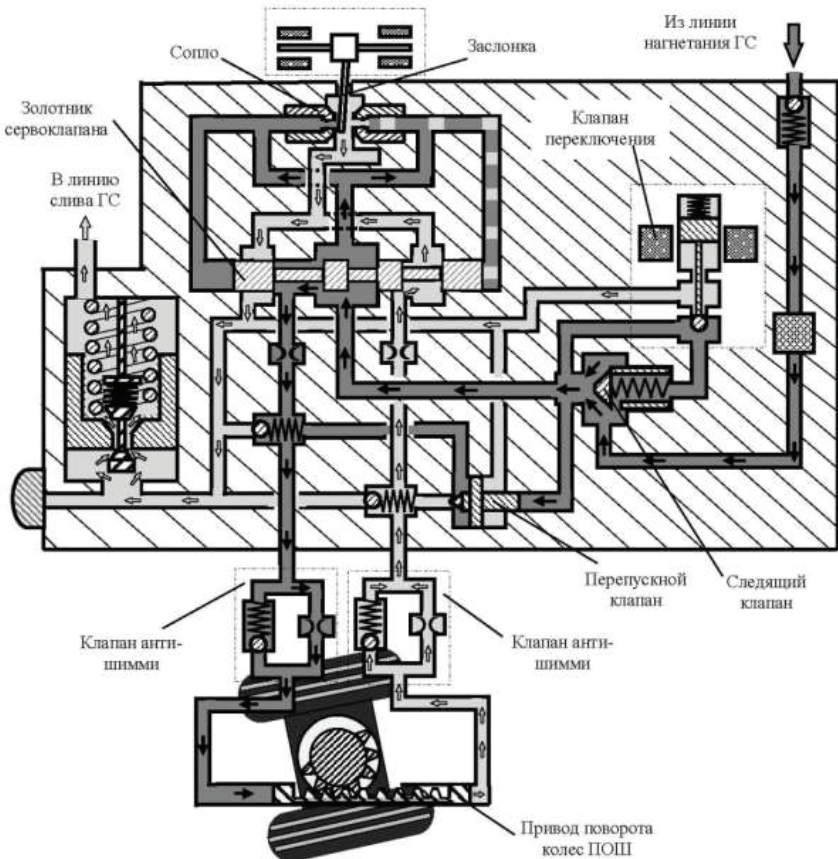 Из линии
нагнетания ГС
Сопло
Заслонка
Золотник
сервоклапана
Клапан
переключения
В линию
слива ГС
Перепускной
клапан
Следящий
клапан
Клапан анти-
шимми
Клапан анти-
шимми
Привод поворота
колес ПОШ